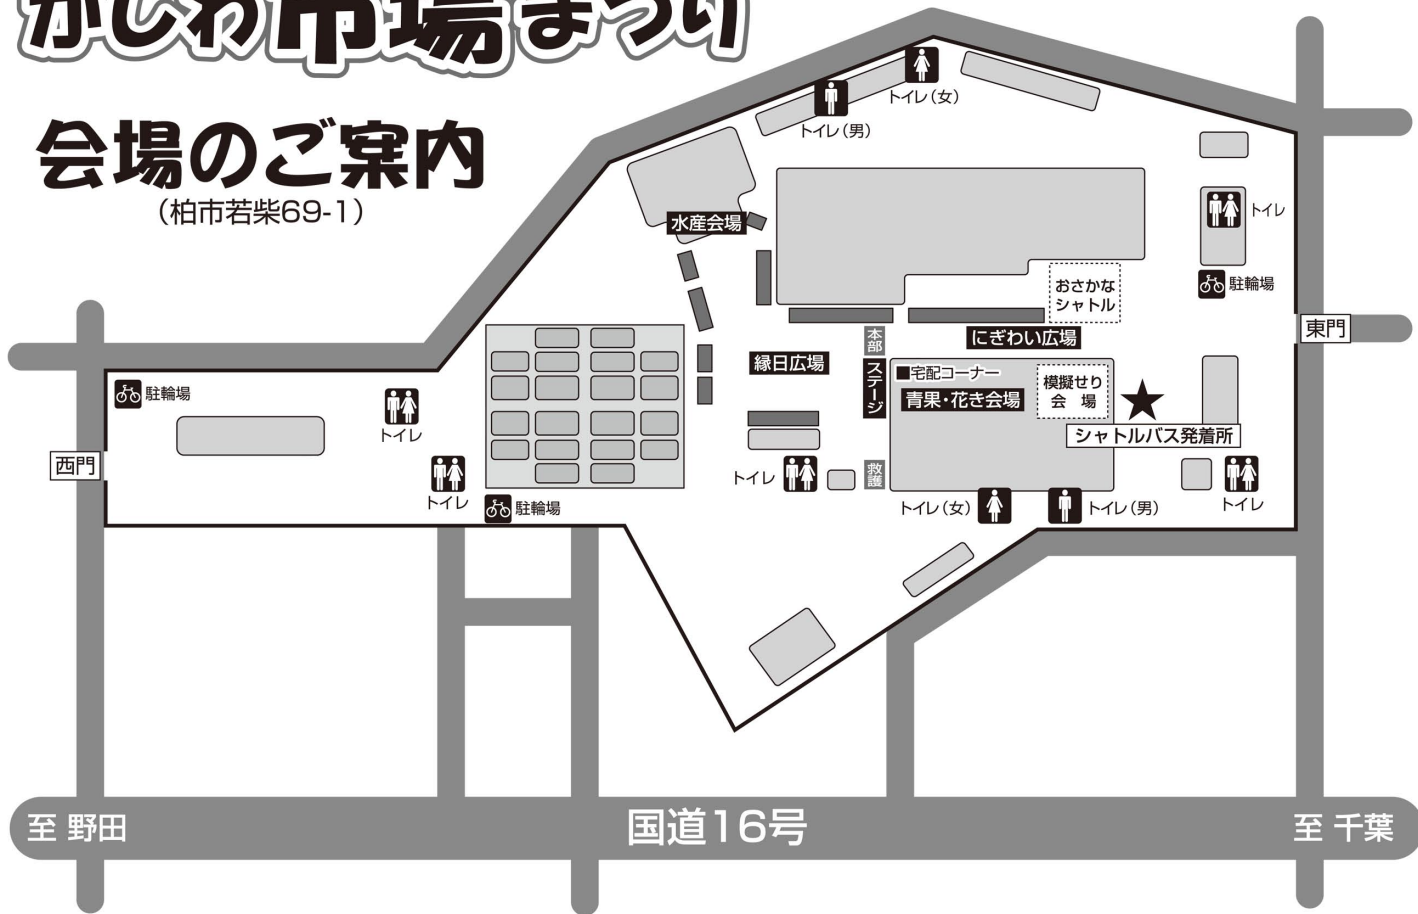 かしわ市場まつり
会場のご案内
（柏市若柴69-1）
トイレ（女）
トイレ（男）
水産会場
トイレ
駐輪場
おさかな
シャトル
東門
本部
にぎわい広場
縁日広場
ステージ
■宅配コーナー
青果・花き会場
模擬せり
会　場
シャトルバス発着所
駐輪場
トイレ
西門
トイレ
駐輪場
トイレ
救護
トイレ（女）
トイレ（男）
トイレ
至 野田
国道16号
至 千葉